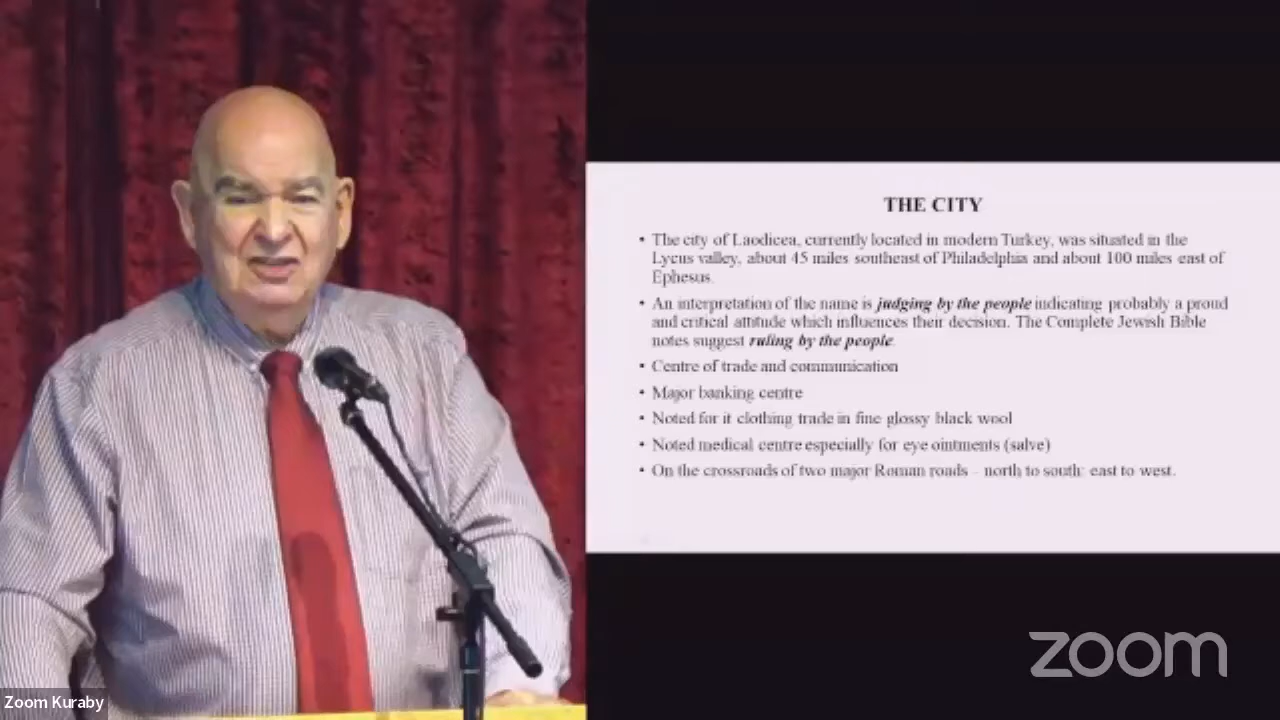 THE CITY
• The city of Laodicea, currently located in modern Turkey, was situated in the
Lycus valley, about 45 miles southeast of Philadelphia and about 100 miles east of
Ephesus.
• An interpretation of the name is judging by the people indicating probably a proud
and critical attitude which influences their decision. The Complete Jewish Bible
notes suggest ruling by the people.
• Centre of trade and communication
• Major banking centre
• Noted for it clothing trade in fine glossy black wool
• Noted medical centre especially for eye ointments (salve)
• On the crossroads of two major Roman roads – north to south: east to west.
zoom
Zoom Kuraby